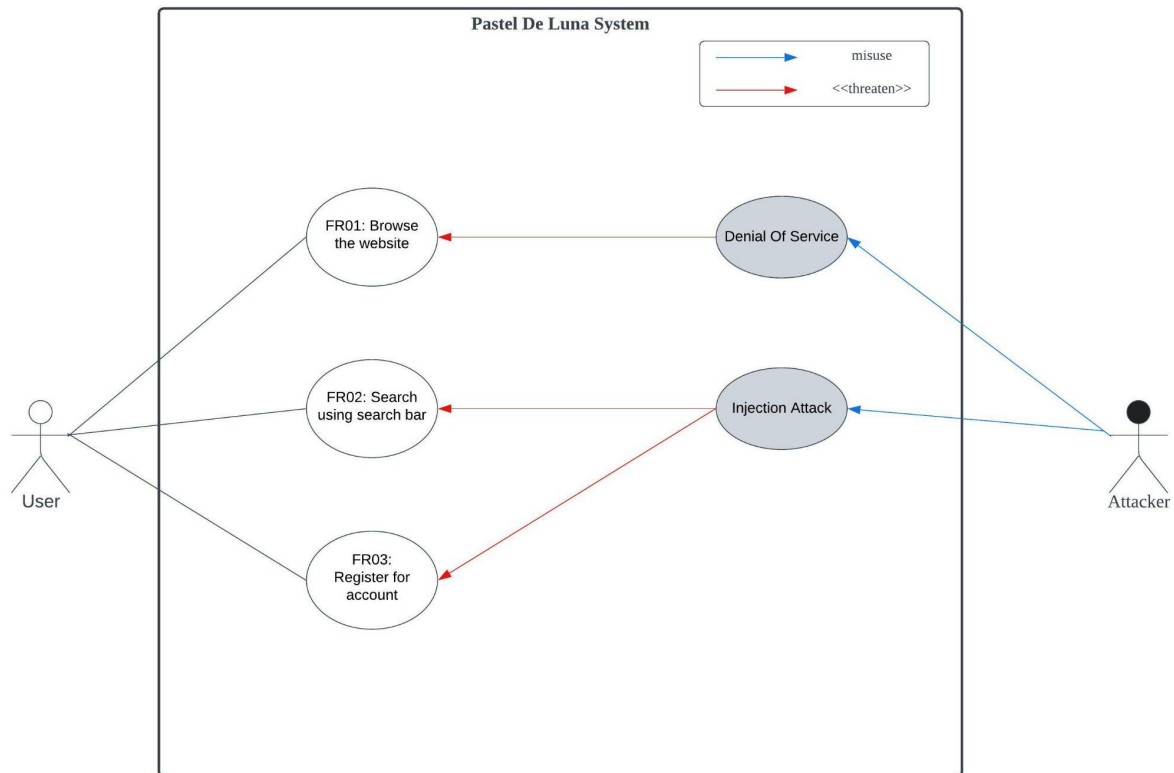 Pastel De Luna System
misuse
<<threaten>>
FR01: Browse
the website
Denial Of Service
FR02: Search
using search bar
Injection Attack
User
Attacker
FR03:
Register for
account